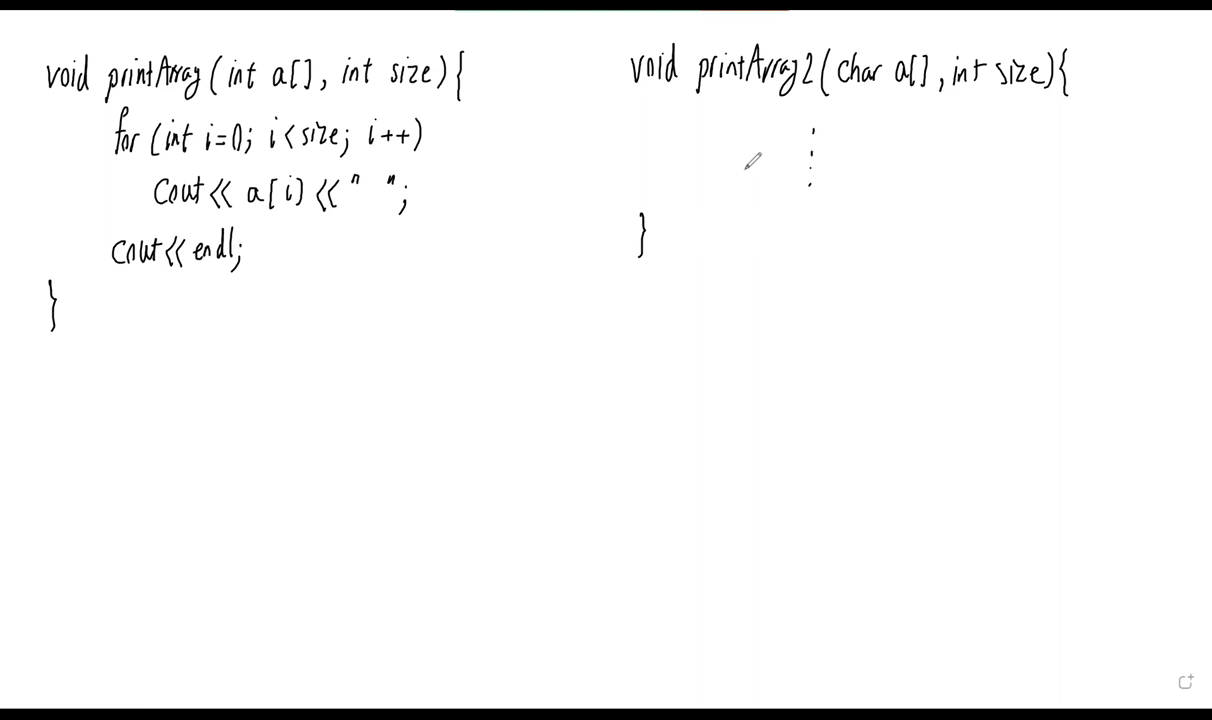 void printArray(int a[], int size){
for (int i=0; i<size; i++)
Cout<< a[i] <<" ";
cout<< endl;
}
void printArray2(char a[], int size){
}